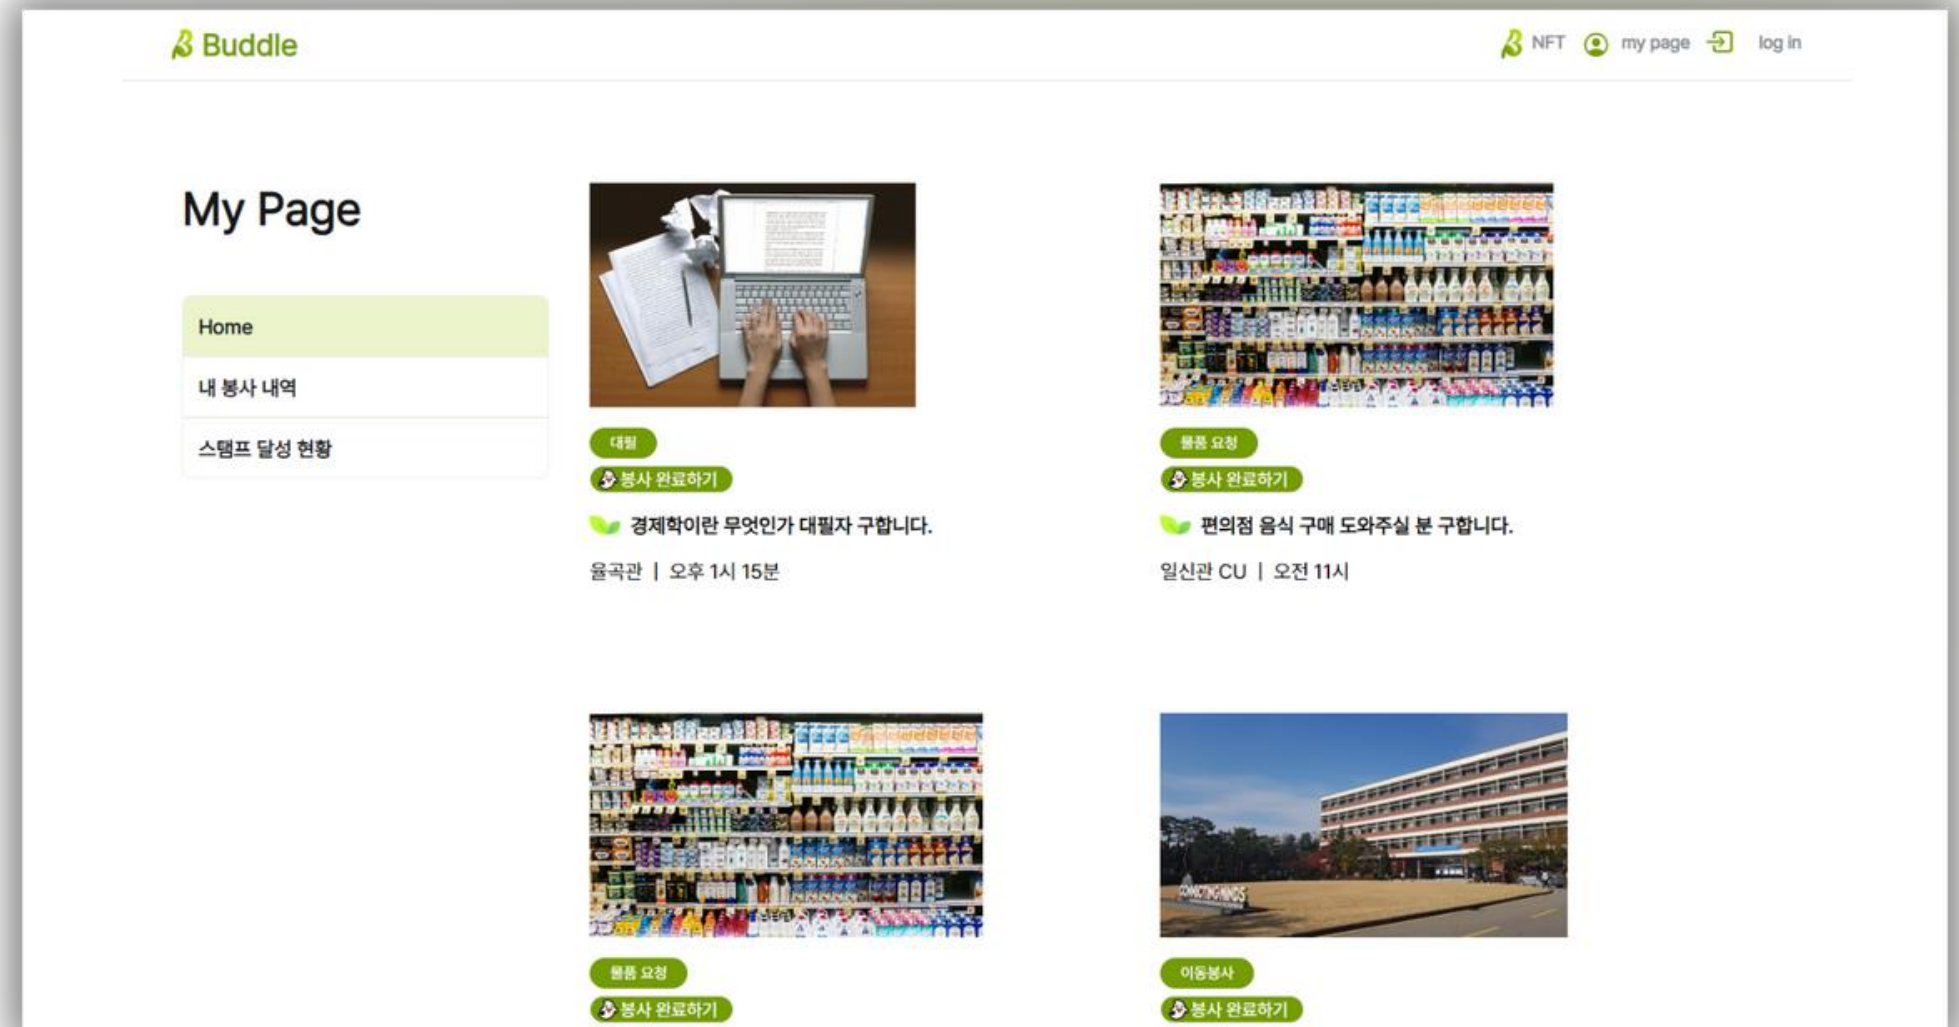 Buddle
NFT my page log in
My Page
Home
내 봉사 내역
스탬프 달성 현황
대필
봉사 완료하기
경제학이란 무엇인가 대필자 구합니다.
율곡관 | 오후 1시 15분
물품 요청
봉사 완료하기
편의점 음식 구매 도와주실 분 구합니다.
일신관 CU | 오전 11시
물품 요청
봉사 완료하기
CONNECTING MINDS
이동봉사
봉사 완료하기